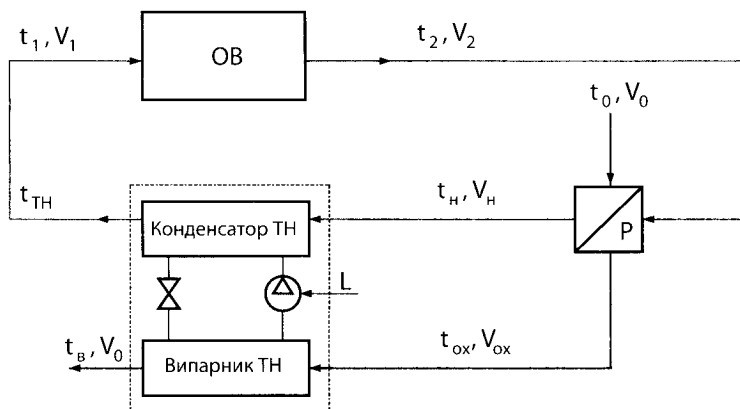 t₁, V₁
ОВ
t₂, V₂
t₀, V₀
tТН
Конденсатор ТН
tн, Vн
Р
L
tв, V₀
Випарник ТН
tох, Vох